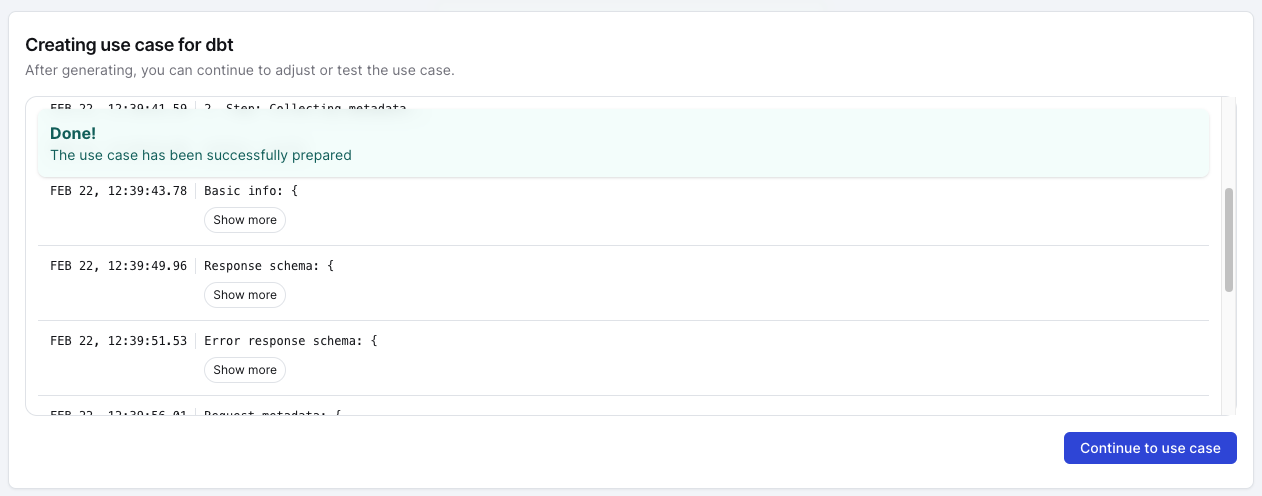 Creating use case for dbt
After generating, you can continue to adjust or test the use case.
FEB 22, 12:39:41.59 2. Step: Collecting metadata
Done!
The use case has been successfully prepared
FEB 22, 12:39:43.78 Basic info: {
Show more
FEB 22, 12:39:49.96 Response schema: {
Show more
FEB 22, 12:39:51.53 Error response schema: {
Show more
FEB 22, 12:39:56.01 Request metadata: {
Continue to use case